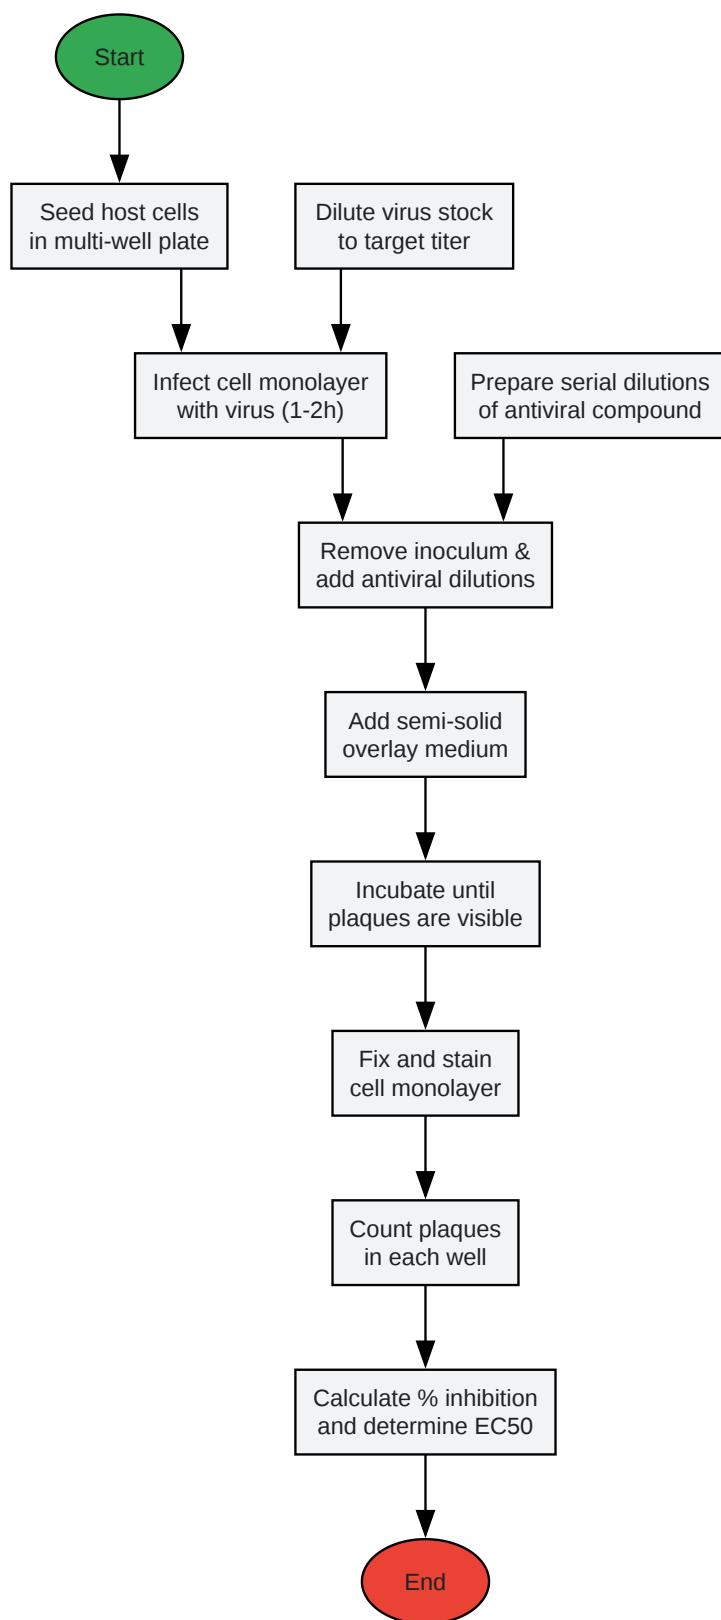 Start
Seed host cells
in multi-well plate
Dilute virus stock
to target titer
Infect cell monolayer
with virus (1-2h)
Prepare serial dilutions
of antiviral compound
Remove inoculum &
add antiviral dilutions
Add semi-solid
overlay medium
Incubate until
plaques are visible
Fix and stain
cell monolayer
Count plaques
in each well
Calculate % inhibition
and determine EC50
End